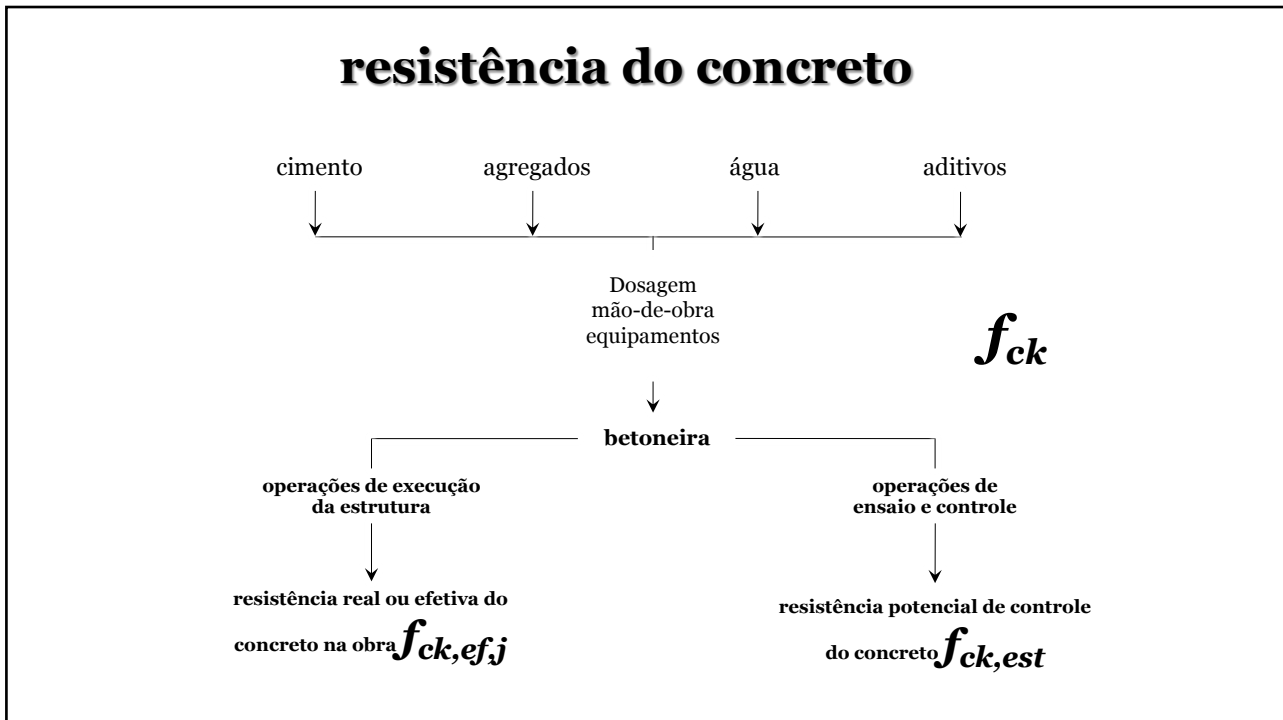 resistência do concreto
cimento agregados água aditivos
Dosagem
mão-de-obra
equipamentos
fck
betoneira
operações de execução
da estrutura
operações de
ensaio e controle
resistência real ou efetiva do
concreto na obra fck,ef,j
resistência potencial de controle
do concreto fck,est